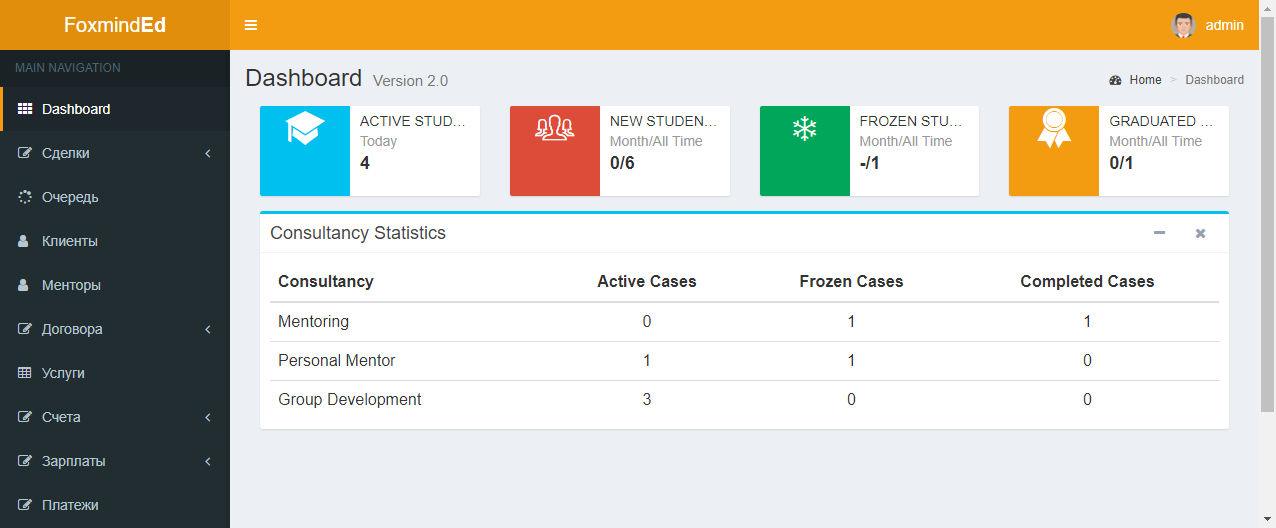 FoxmindEd
admin
MAIN NAVIGATION
Dashboard
Сделки
Очередь
Клиенты
Менторы
Договора
Услуги
Счета
Зарплаты
Платежи
Dashboard Version 2.0
Home > Dashboard
ACTIVE STUD...
Today
4
NEW STUDEN...
Month/All Time
0/6
FROZEN STU...
Month/All Time
-/1
GRADUATED ...
Month/All Time
0/1
Consultancy Statistics
Consultancy Active Cases Frozen Cases Completed Cases
Mentoring 0 1 1
Personal Mentor 1 1 0
Group Development 3 0 0